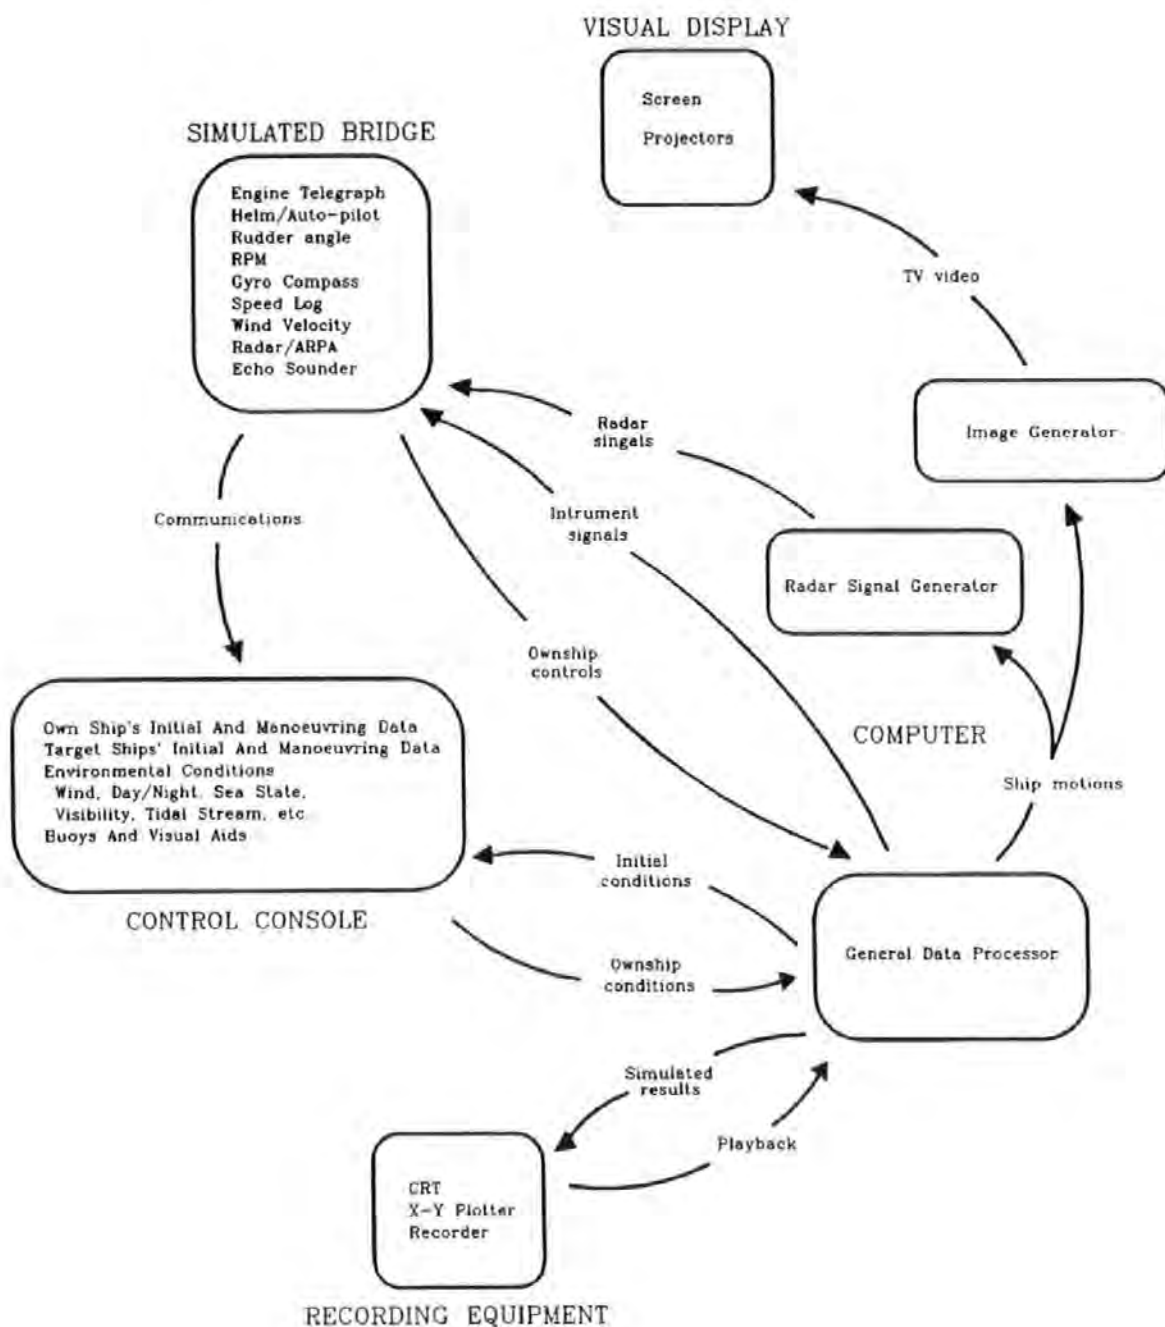 VISUAL DISPLAY
Screen
Projectors
SIMULATED BRIDGE
Engine Telegraph
Helm/Auto-pilot
Rudder angle
RPM
Gyro Compass
Speed Log
Wind Velocity
Radar/ARPA
Echo Sounder
TV video
Image Generator
Radar
singals
Communications
Intrument
signals
Radar Signal Generator
Ownship
controls
Own Ship's Initial And Manoeuvring Data
Target Ships' Initial And Manoeuvring Data
Environmental Conditions
Wind, Day/Night, Sea State,
Visibility, Tidal Stream, etc
Buoys And Visual Aids
CONTROL CONSOLE
COMPUTER
Ship motions
Initial
conditions
Ownship
conditions
General Data Processor
Simulated
results
Playback
CRT
X-Y Plotter
Recorder
RECORDING EQUIPMENT